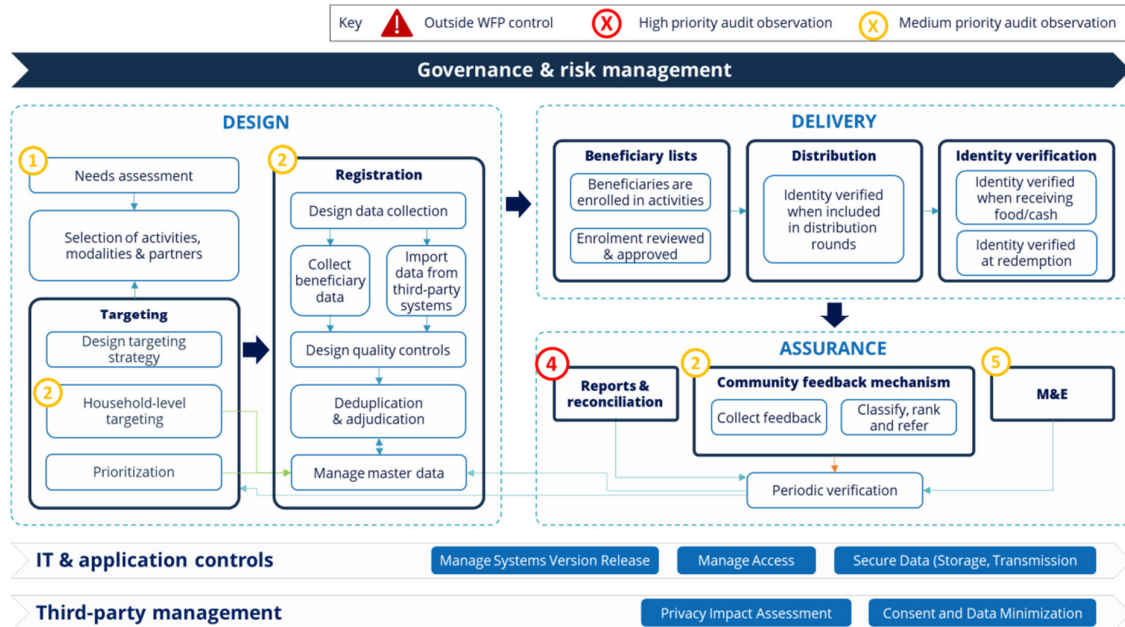 Key
Outside WFP control
X
High priority audit observation
X
Medium priority audit observation
Governance & risk management
DESIGN
1
Needs assessment
Selection of activities,
modalities & partners
Targeting
Design targeting
strategy
2
Household-level
targeting
Prioritization
2
Registration
Design data collection
Collect
beneficiary
data
Import
data from
third-party
systems
Design quality controls
Deduplication
& adjudication
Manage master data
DELIVERY
Beneficiary lists
Beneficiaries are
enrolled in activities
Enrolment reviewed
& approved
Distribution
Identity verified
when included
in distribution
rounds
Identity verification
Identity verified
when receiving
food/cash
Identity verified
at redemption
ASSURANCE
4
Reports &
reconciliation
2
Community feedback mechanism
Collect feedback
Classify, rank
and refer
5
M&E
Periodic verification
IT & application controls
Manage Systems Version Release
Manage Access
Secure Data (Storage, Transmission
Third-party management
Privacy Impact Assessment
Consent and Data Minimization